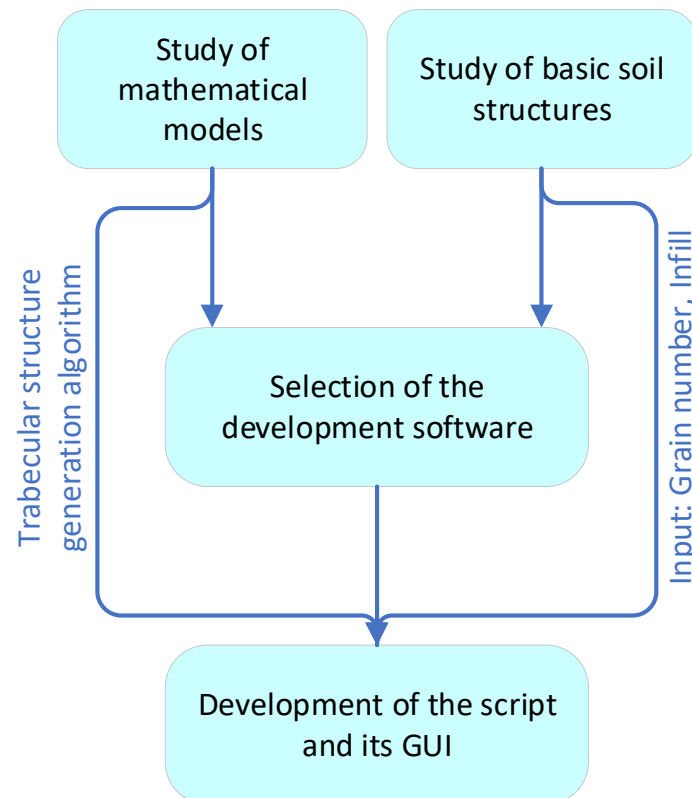 Study of
mathematical
models
Study of basic soil
structures
Trabecular structure
generation algorithm
Input: Grain number, Infill
Selection of the
development software
Development of the script
and its GUI